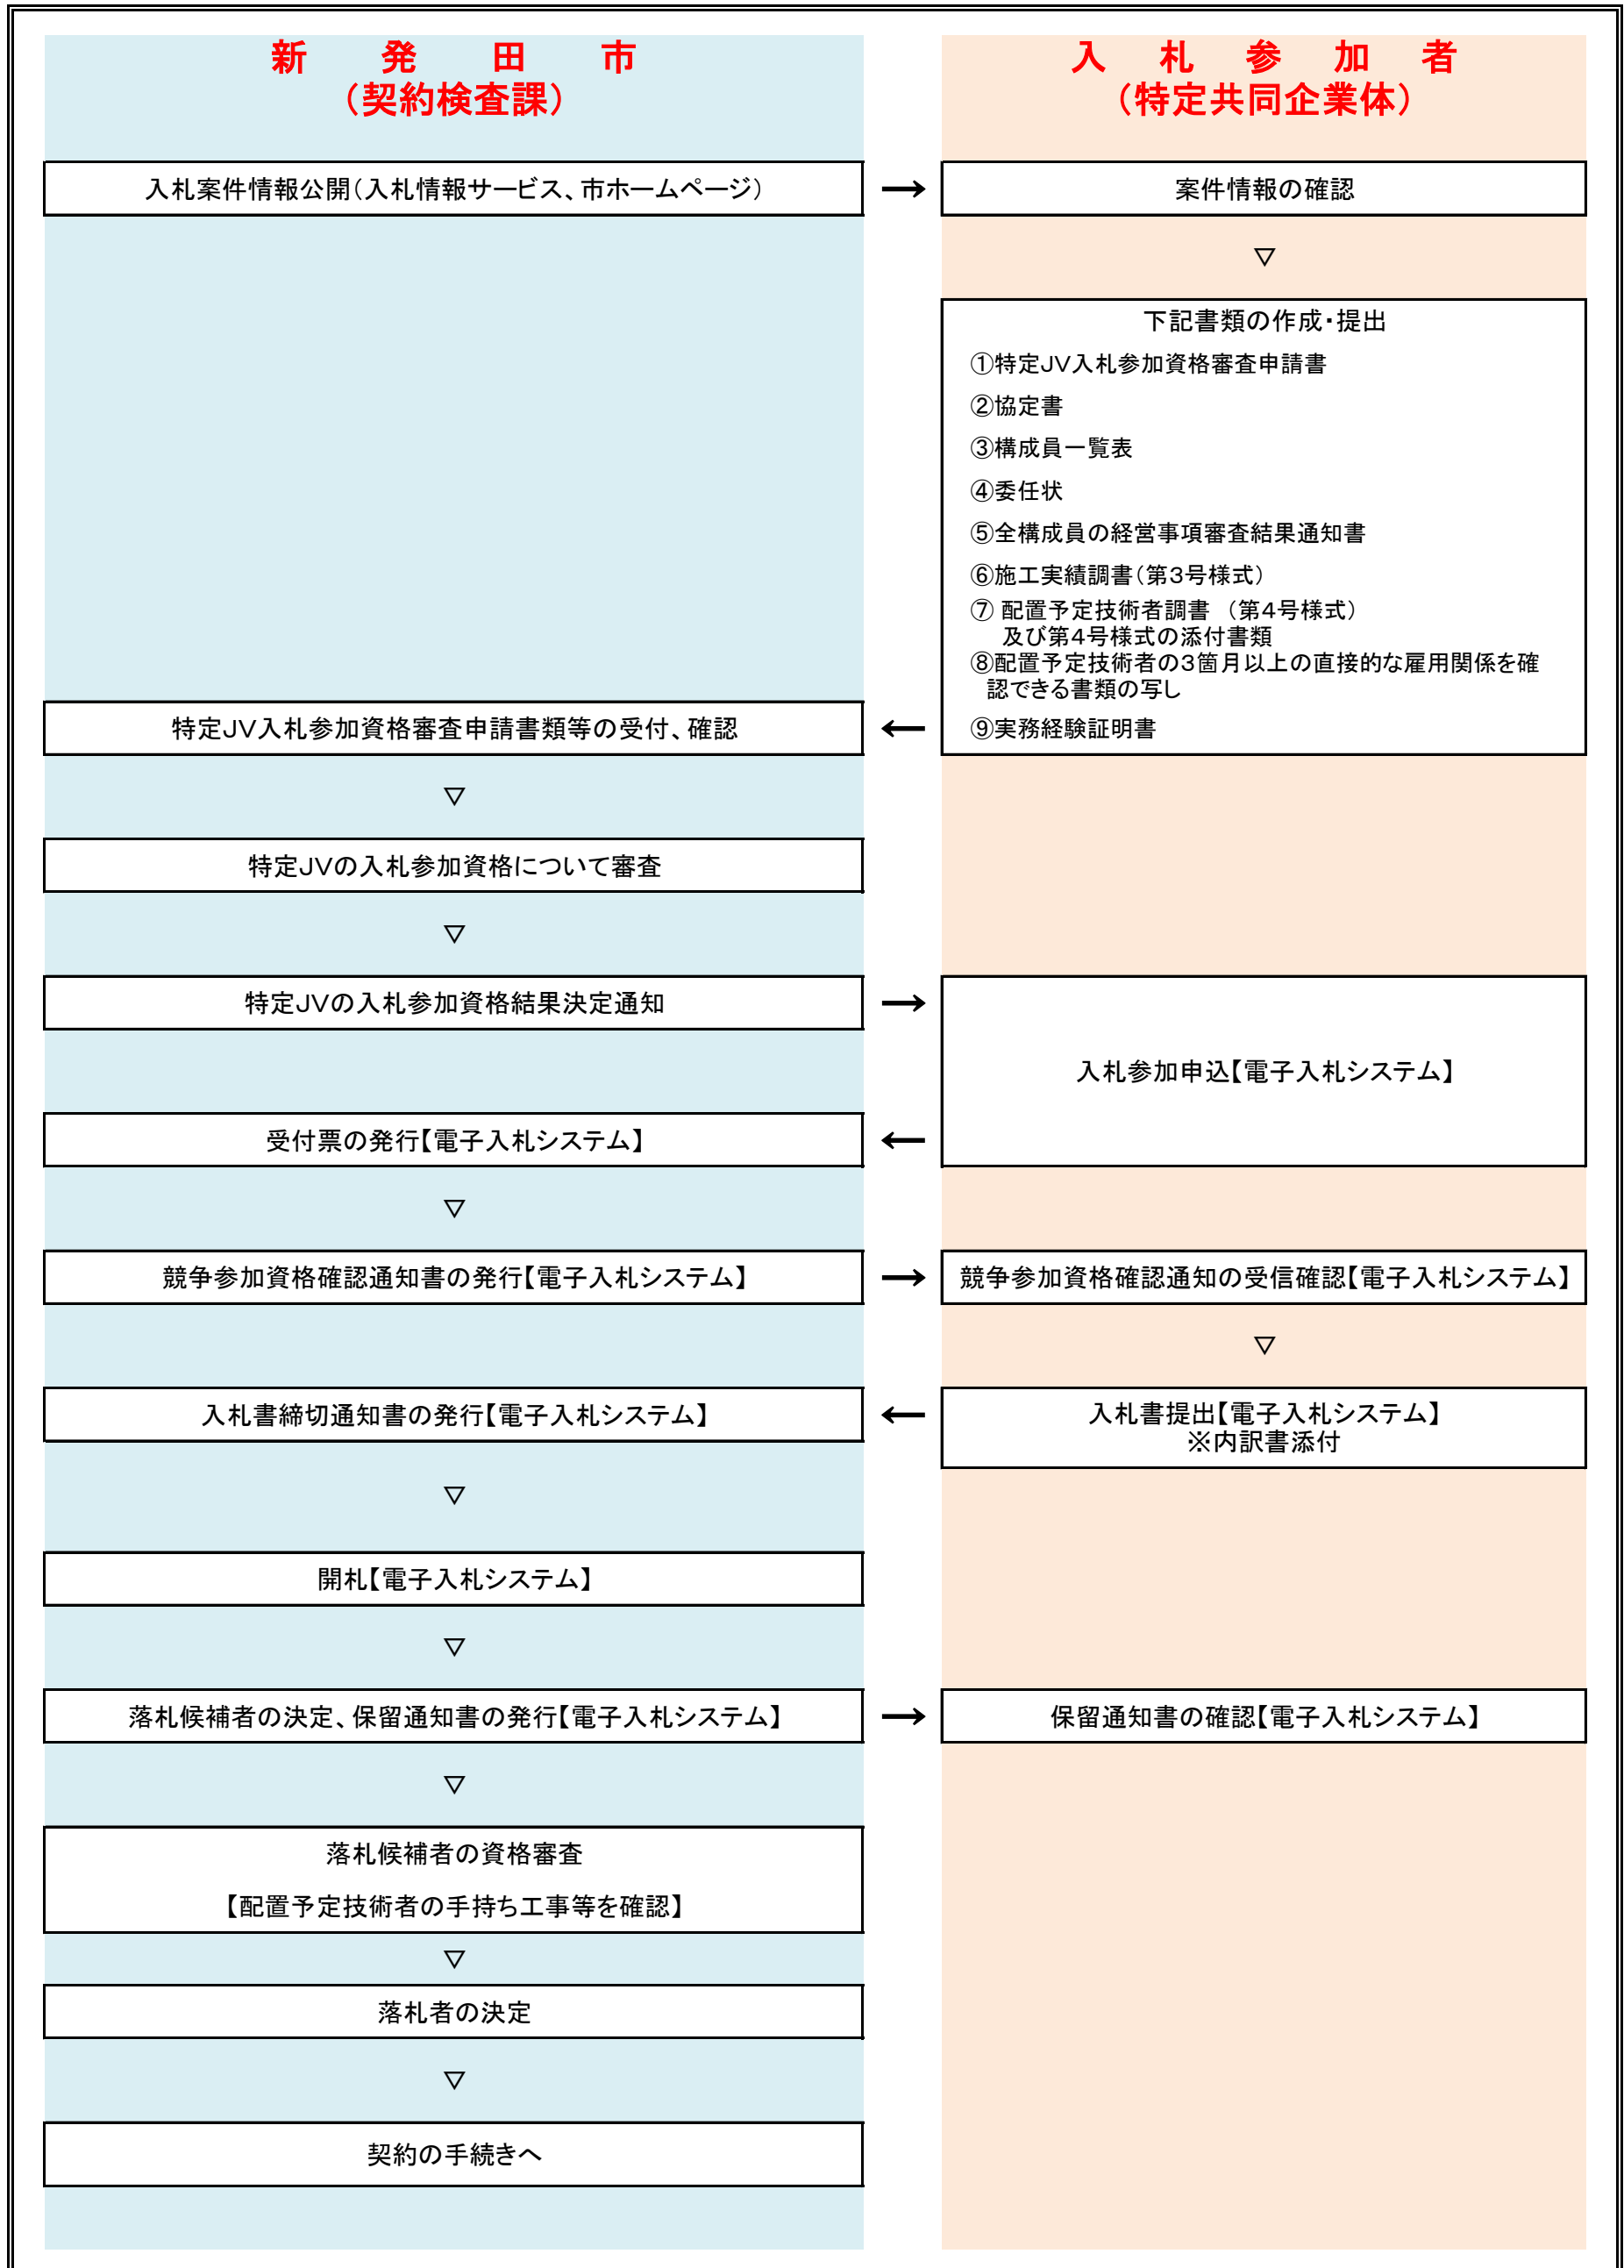 新発田市
（契約検査課）
入札参加者
（特定共同企業体）
入札案件情報公開（入札情報サービス、市ホームページ）
→
案件情報の確認
▽
下記書類の作成・提出
①特定JV入札参加資格審査申請書
②協定書
③構成員一覧表
④委任状
⑤全構成員の経営事項審査結果通知書
⑥施工実績調書（第3号様式）
⑦ 配置予定技術者調書 （第4号様式）
及び第4号様式の添付書類
⑧配置予定技術者の3箇月以上の直接的な雇用関係を確
認できる書類の写し
⑨実務経験証明書
←
特定JV入札参加資格審査申請書類等の受付、確認
▽
特定JVの入札参加資格について審査
▽
特定JVの入札参加資格結果決定通知
→
入札参加申込【電子入札システム】
←
受付票の発行【電子入札システム】
▽
競争参加資格確認通知書の発行【電子入札システム】
→
競争参加資格確認通知の受信確認【電子入札システム】
▽
入札書提出【電子入札システム】
※内訳書添付
←
入札書締切通知書の発行【電子入札システム】
▽
開札【電子入札システム】
▽
落札候補者の決定、保留通知書の発行【電子入札システム】
→
保留通知書の確認【電子入札システム】
▽
落札候補者の資格審査
【配置予定技術者の手持ち工事等を確認】
▽
落札者の決定
▽
契約の手続きへ